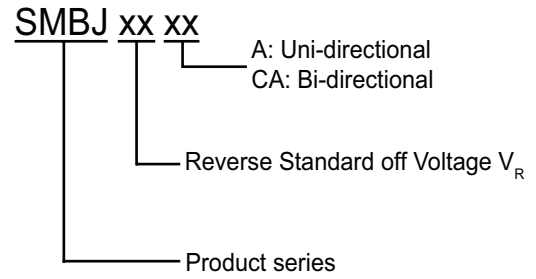 SMBJ xx xx
A: Uni-directional
CA: Bi-directional
Reverse Standard off Voltage VR
Product series